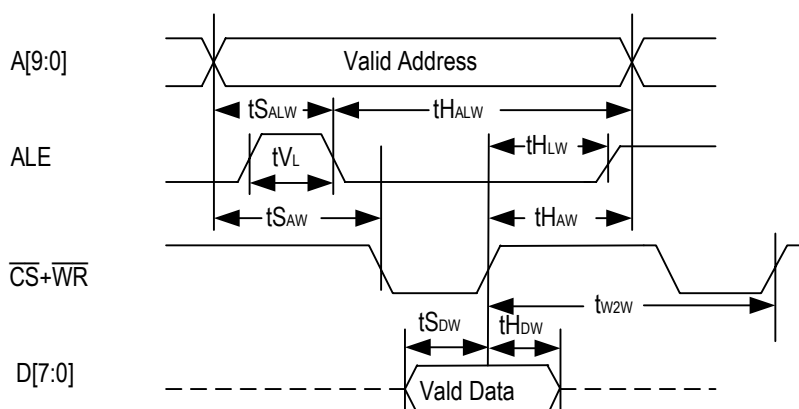 A[9:0]
Valid Address
tSALW
tHALW
ALE
tVL
tHLW
tSAW
tHAW
CS+WR
tW2W
tSDW
tHDW
D[7:0]
Vald Data